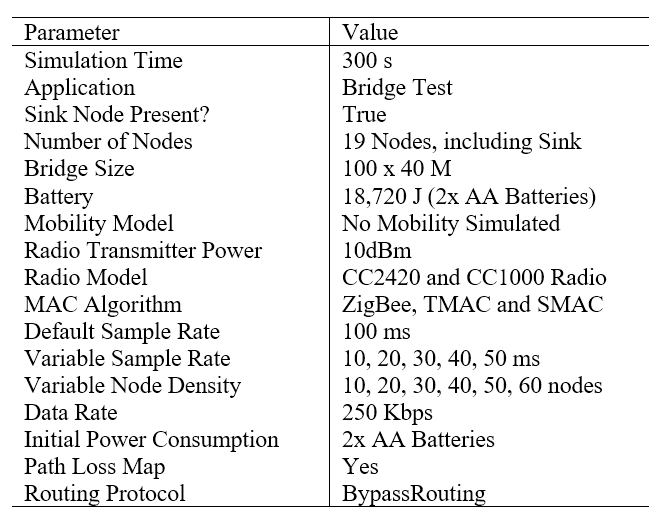 Parameter Value
Simulation Time 300 s
Application Bridge Test
Sink Node Present? True
Number of Nodes 19 Nodes, including Sink
Bridge Size 100 x 40 M
Battery 18,720 J (2x AA Batteries)
Mobility Model No Mobility Simulated
Radio Transmitter Power 10dBm
Radio Model CC2420 and CC1000 Radio
MAC Algorithm ZigBee, TMAC and SMAC
Default Sample Rate 100 ms
Variable Sample Rate 10, 20, 30, 40, 50 ms
Variable Node Density 10, 20, 30, 40, 50, 60 nodes
Data Rate 250 Kbps
Initial Power Consumption 2x AA Batteries
Path Loss Map Yes
Routing Protocol BypassRouting